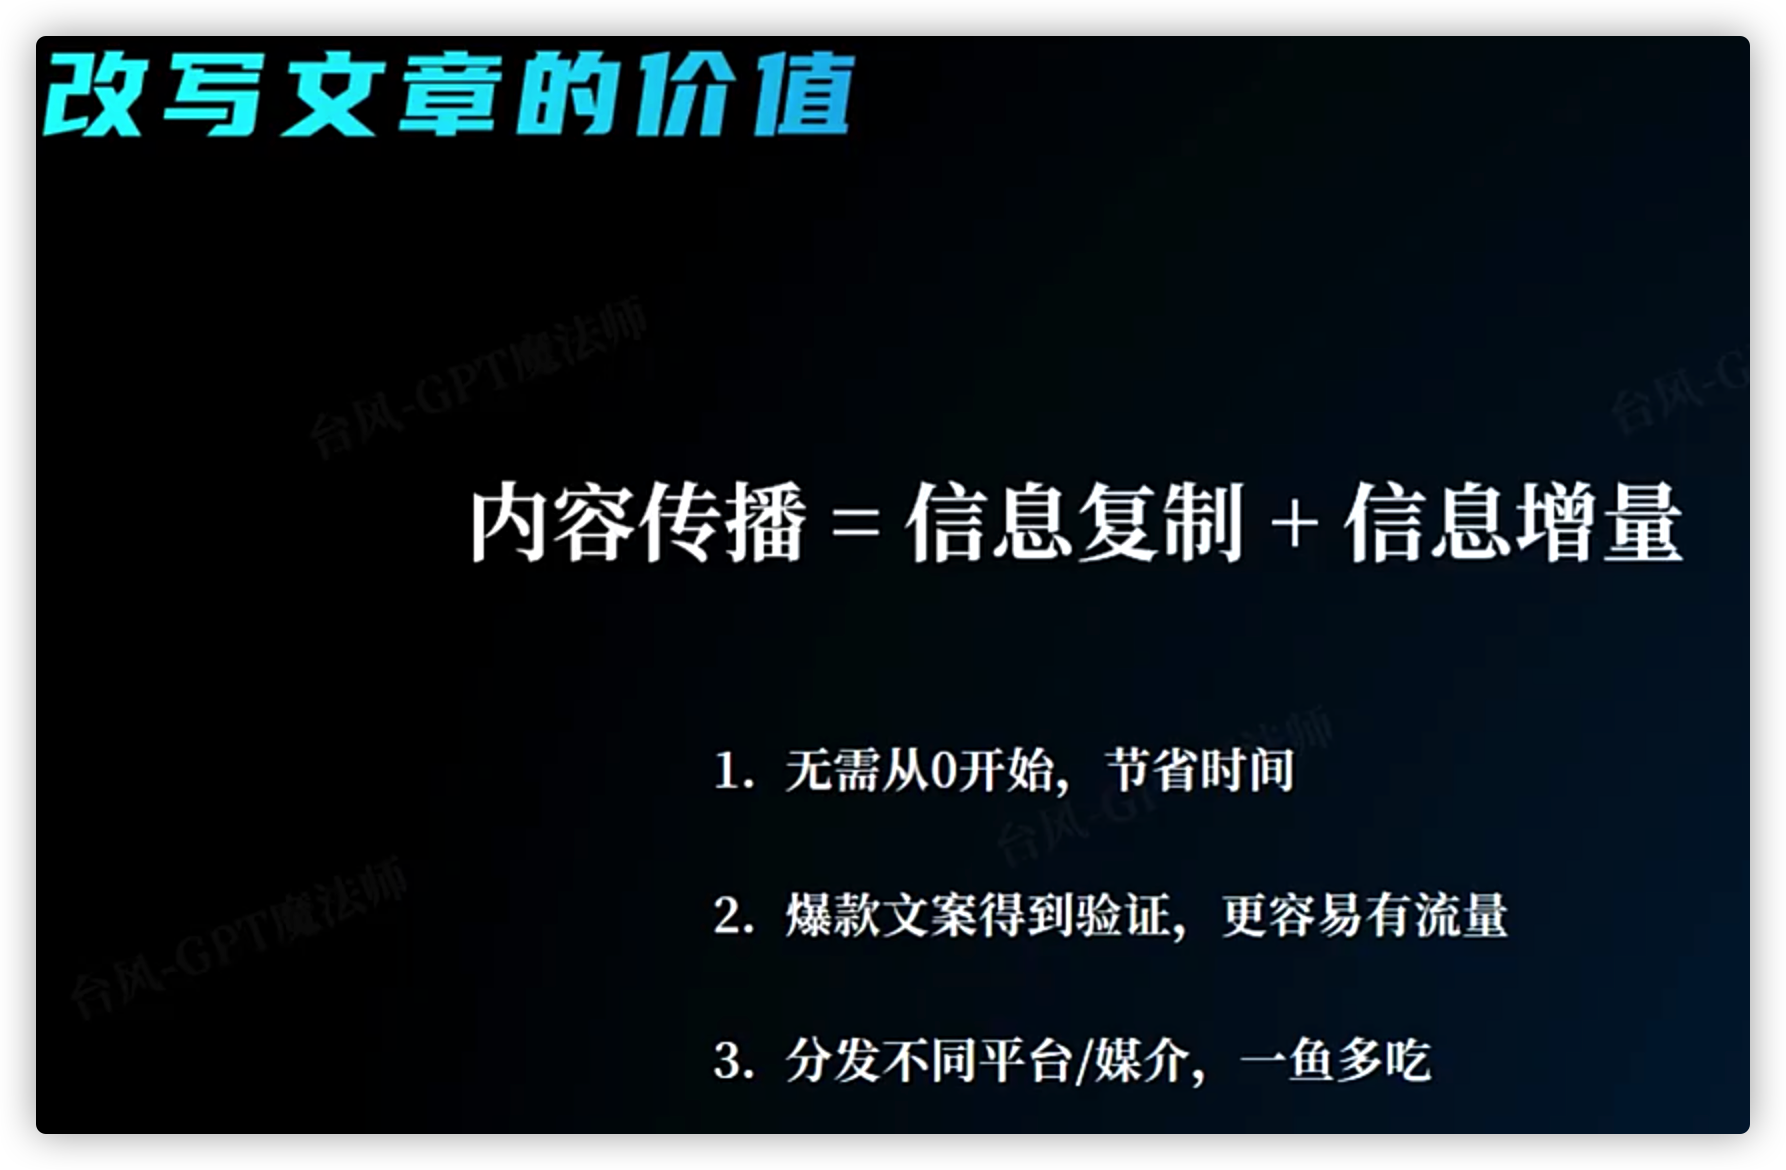 改写文章的价值
台风-GPT魔法师
台风-G
内容传播 = 信息复制 + 信息增量
1. 无需从0开始，节省时间
台风-GPT魔法师
2. 爆款文案得到验证，更容易有流量
台风-GPT魔法师
3. 分发不同平台/媒介，一鱼多吃